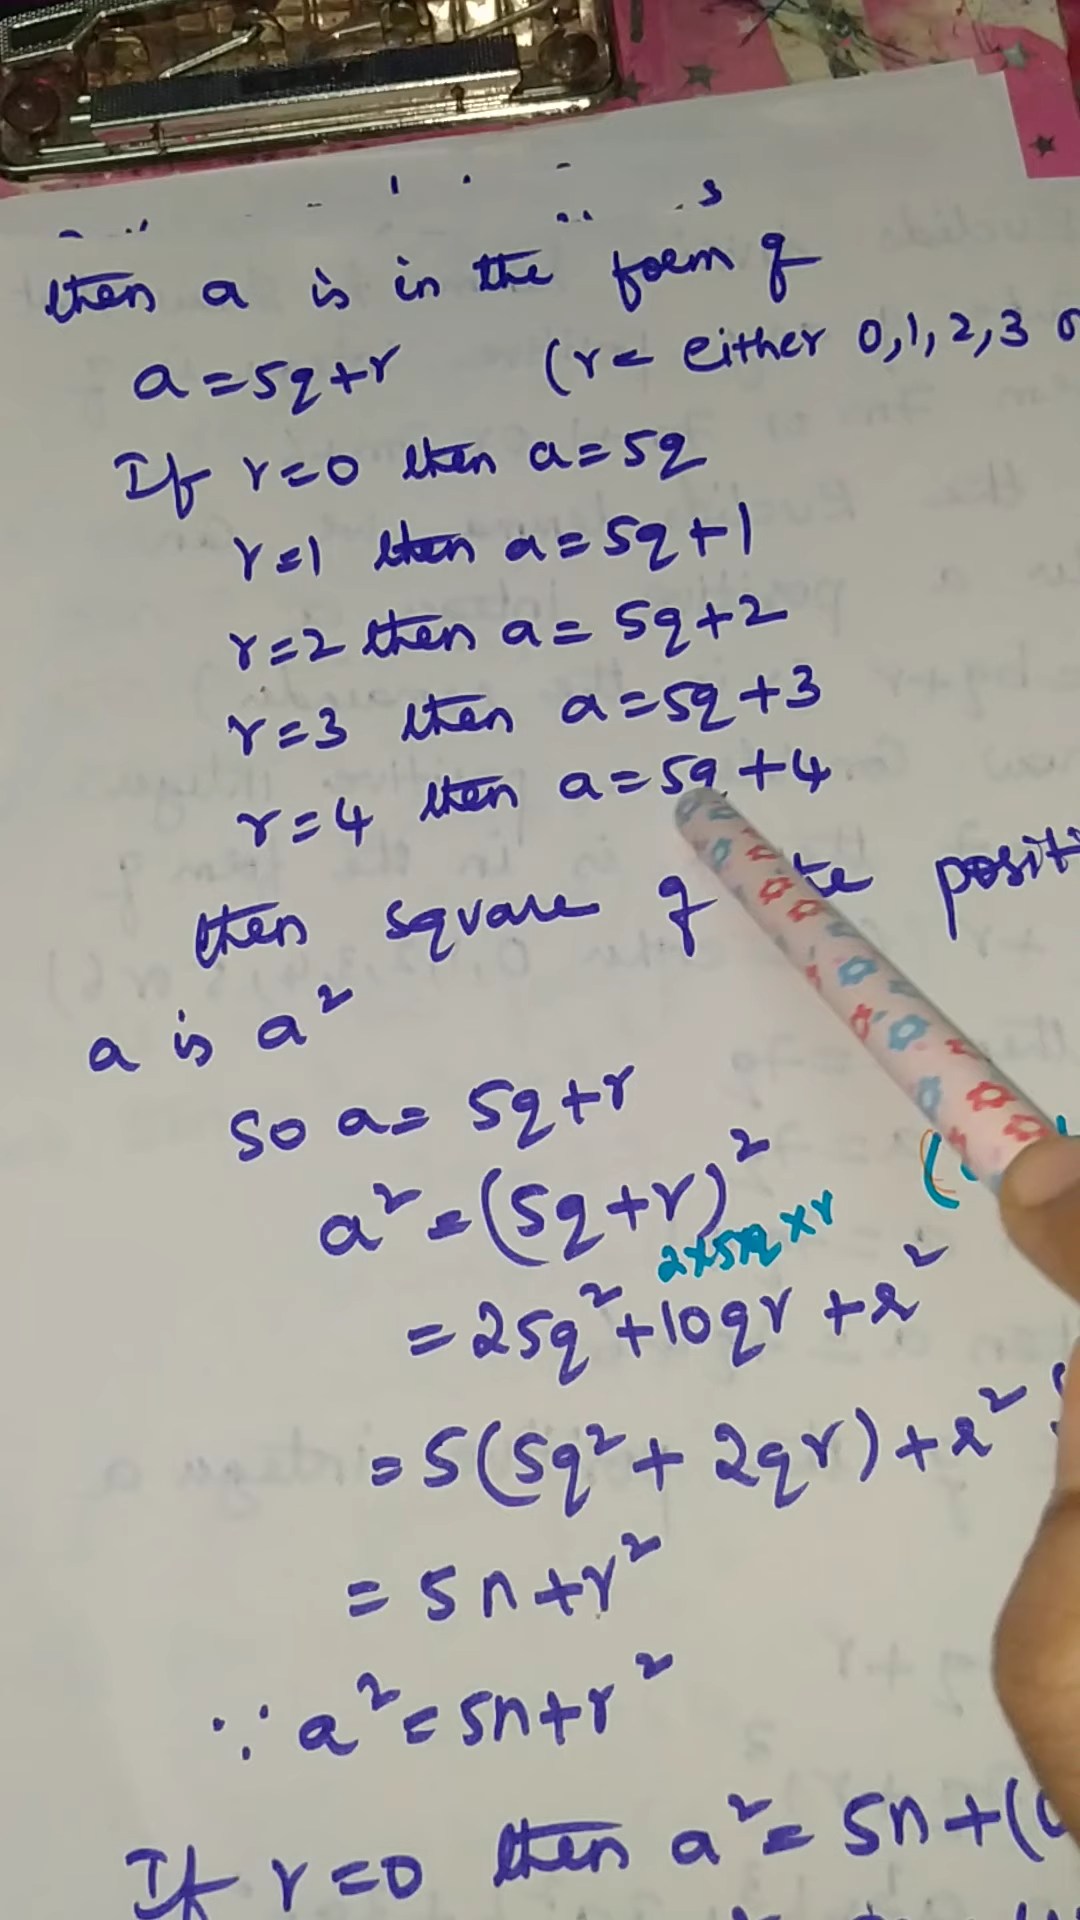 then a is in the form of
a = 5q+r (r = either 0,1,2,3
If r=0 then a=5q
r=1 then a=5q+1
r=2 then a=5q+2
r=3 then a=5q+3
r=4 then a=5q+4
then square of
a is a²
So a = 5q+r
a² = (5q+r)²
2×5q×r
= 25q²+10qr+r²
= 5(5q²+2qr)+r²
= 5n+r²
∵ a² = 5n+r²
If r=0 then a² = 5n+(